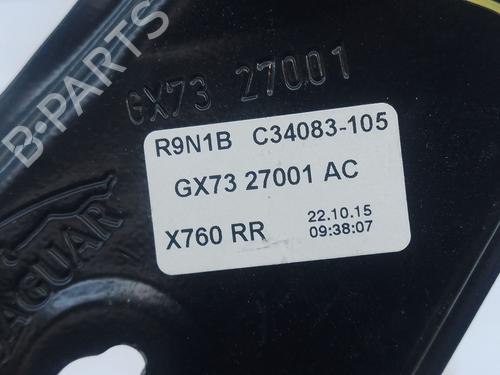 B-PARTS
GX73 27001
R9N1B C34083-105
GX73 27001 AC
X760 RR 22.10.15
09:38:07
JAGUAR